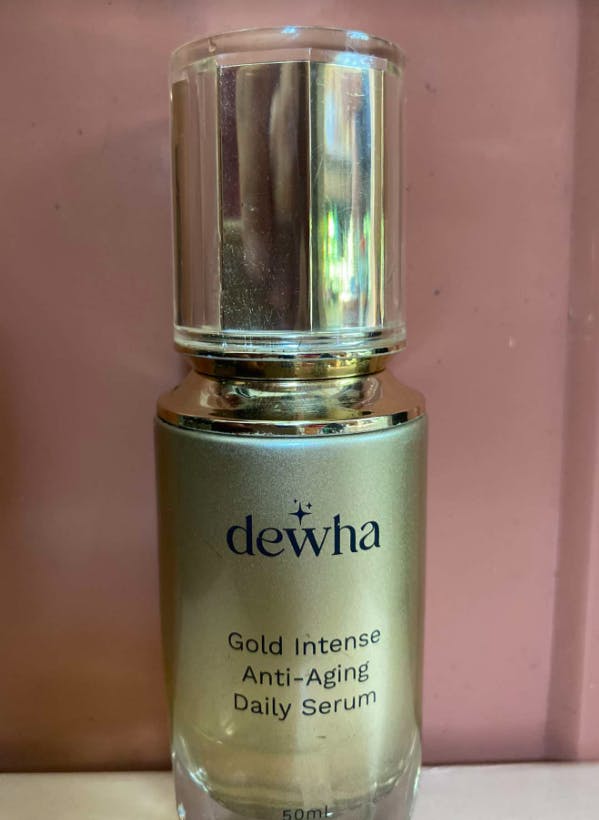 dewha
Gold Intense
Anti-Aging
Daily Serum
50ml